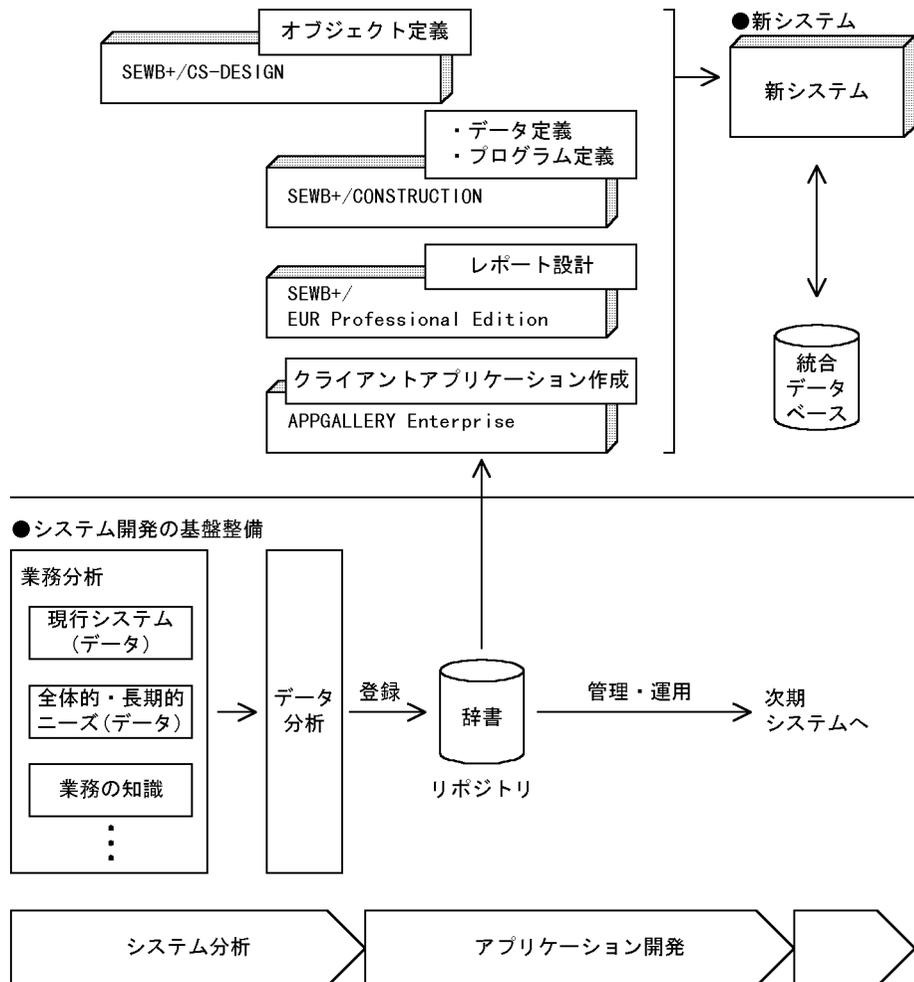 オブジェクト定義
SEWB+/CS-DESIGN
・データ定義
・プログラム定義
SEWB+/CONSTRUCTION
レポート設計
SEWB+/
EUR Professional Edition
クライアントアプリケーション作成
APPGALLERY Enterprise
●新システム
新システム
統合
データ
ベース
●システム開発の基盤整備
業務分析
現行システム
(データ)
全体的・長期的
ニーズ(データ)
業務の知識
データ
分析
登録
辞書
リポジトリ
管理・運用
次期
システムへ
システム分析
アプリケーション開発